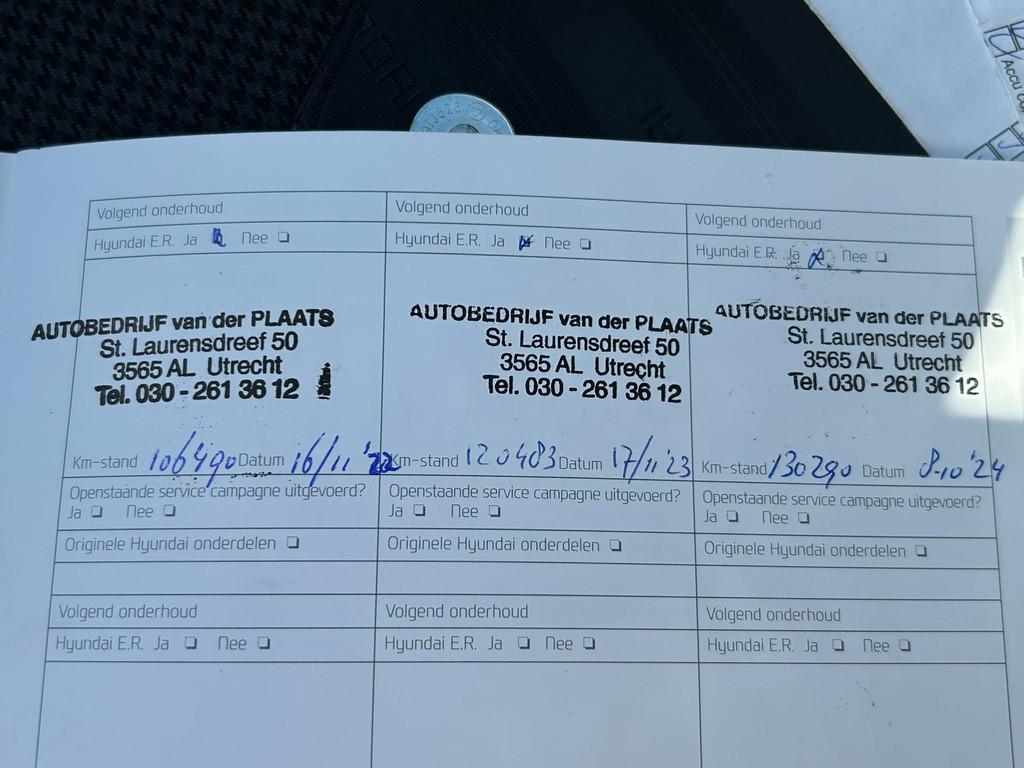 Volgend onderhoud
Hyundai E.R. Ja Nee
AUTOBEDRIJF van der PLAATS
St. Laurensdreef 50
3565 AL Utrecht
Tel. 030 - 261 36 12
Km-stand 106490 Datum 16/11 '22
Openstaande service campagne uitgevoerd?
Ja Nee
Originele Hyundai onderdelen
Volgend onderhoud
Hyundai E.R. Ja Nee
Volgend onderhoud
Hyundai E.R. Ja Nee
AUTOBEDRIJF van der PLAATS
St. Laurensdreef 50
3565 AL Utrecht
Tel. 030 - 261 36 12
Km-stand 120483 Datum 17/11 '23
Openstaande service campagne uitgevoerd?
Ja Nee
Originele Hyundai onderdelen
Volgend onderhoud
Hyundai E.R. Ja Nee
Volgend onderhoud
Hyundai E.R. Ja Nee
AUTOBEDRIJF van der PLAATS
St. Laurensdreef 50
3565 AL Utrecht
Tel. 030 - 261 36 12
Km-stand 130290 Datum 8-10 '24
Openstaande service campagne uitgevoerd?
Ja Nee
Originele Hyundai onderdelen
Volgend onderhoud
Hyundai E.R. Ja Nee
Accu